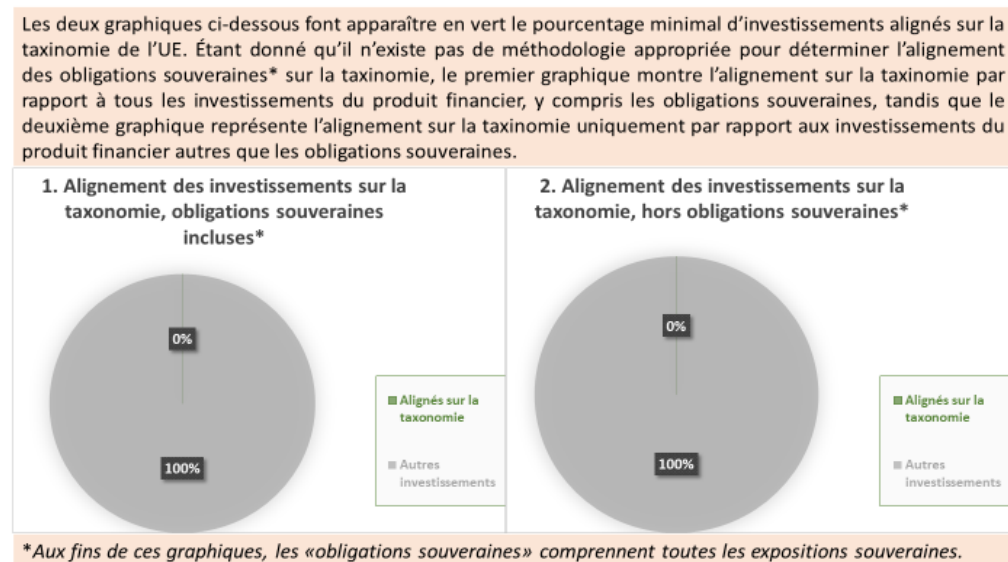 Les deux graphiques ci-dessous font apparaître en vert le pourcentage minimal d’investissements alignés sur la
taxinomie de l’UE. Étant donné qu’il n’existe pas de méthodologie appropriée pour déterminer l’alignement
des obligations souveraines* sur la taxinomie, le premier graphique montre l’alignement sur la taxinomie par
rapport à tous les investissements du produit financier, y compris les obligations souveraines, tandis que le
deuxième graphique représente l’alignement sur la taxinomie uniquement par rapport aux investissements du
produit financier autres que les obligations souveraines.
1. Alignement des investissements sur la
taxonomie, obligations souveraines
incluses*
0%
100%
Alignés sur la
taxonomie
Autres
investissements
2. Alignement des investissements sur la
taxonomie, hors obligations souveraines*
0%
100%
Alignés sur la
taxonomie
Autres
investissements
*Aux fins de ces graphiques, les «obligations souveraines» comprennent toutes les expositions souveraines.